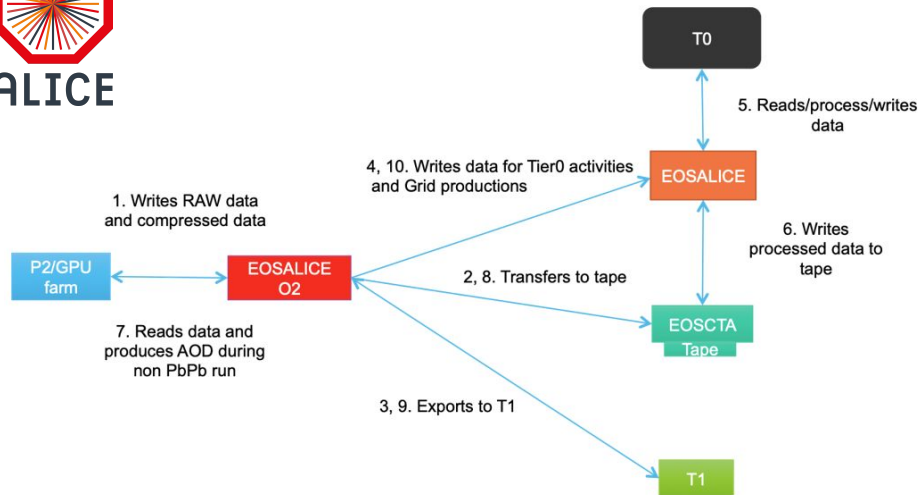 ALICE
T0
5. Reads/process/writes
data
4, 10. Writes data for Tier0 activities
and Grid productions
EOSALICE
1. Writes RAW data
and compressed data
6. Writes
processed data to
tape
P2/GPU
farm
EOSALICE
O2
2, 8. Transfers to tape
EOSCTA
Tape
7. Reads data and
produces AOD during
non PbPb run
3, 9. Exports to T1
T1